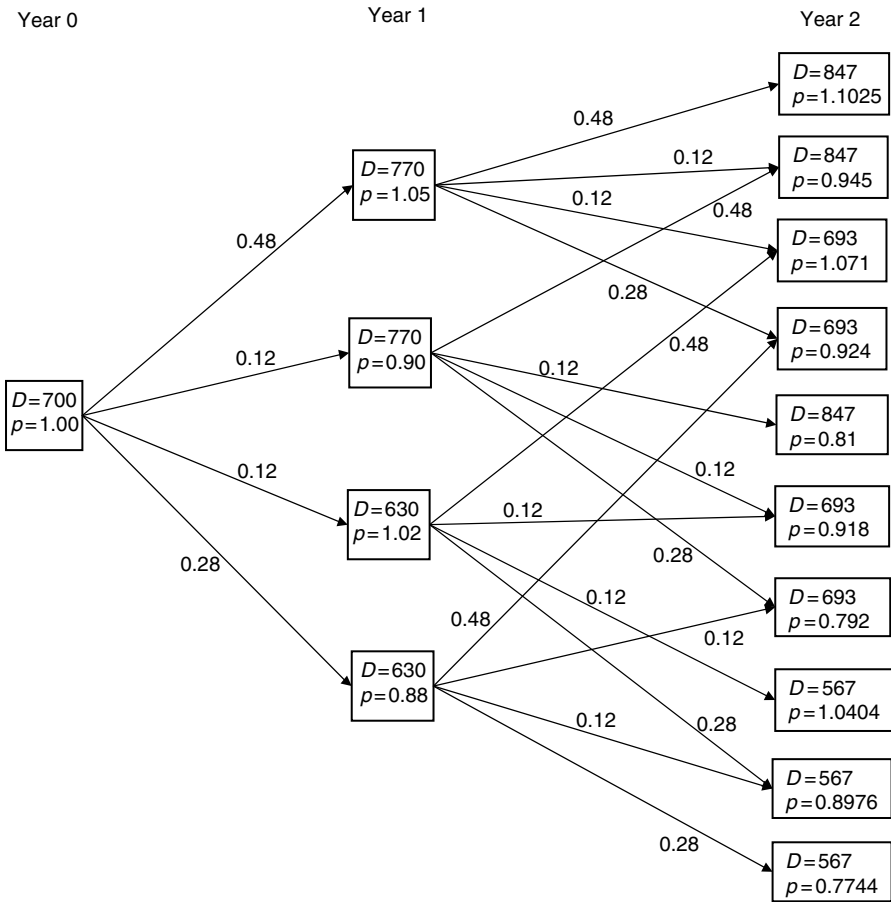 Year 0
Year 1
Year 2
D=700
p=1.00
0.48
0.12
0.12
0.28
D=770
p=1.05
D=770
p=0.90
D=630
p=1.02
D=630
p=0.88
0.48
0.12
0.12
0.48
0.28
0.48
0.12
0.12
0.12
0.28
0.12
0.48
0.12
0.28
0.12
0.28
D=847
p=1.1025
D=847
p=0.945
D=693
p=1.071
D=693
p=0.924
D=847
p=0.81
D=693
p=0.918
D=693
p=0.792
D=567
p=1.0404
D=567
p=0.8976
D=567
p=0.7744